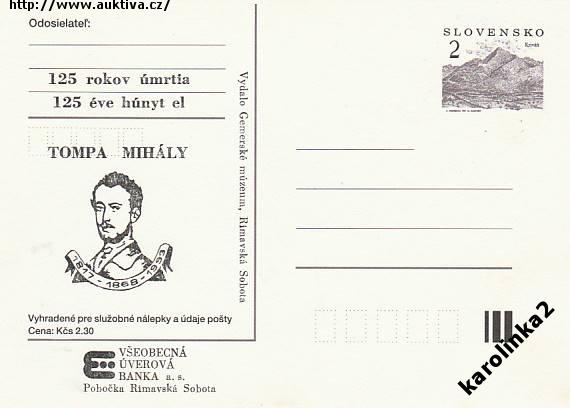 http://www.auktiva.cz/
Odosielateľ:
125 rokov úmrtia
125 éve húnyt el
TOMPA MIHÁLY
1817 - 1868 - 1993
Vyhradené pre služobné nálepky a údaje pošty
Cena: Kčs 2,30
VŠEOBECNÁ
ÚVEROVÁ
BANKA a. s.
Pobočka Rimavská Sobota
Vydalo Gemerské múzeum, Rimavská Sobota
SLOVENSKO
2
Kriváň
karolinka2